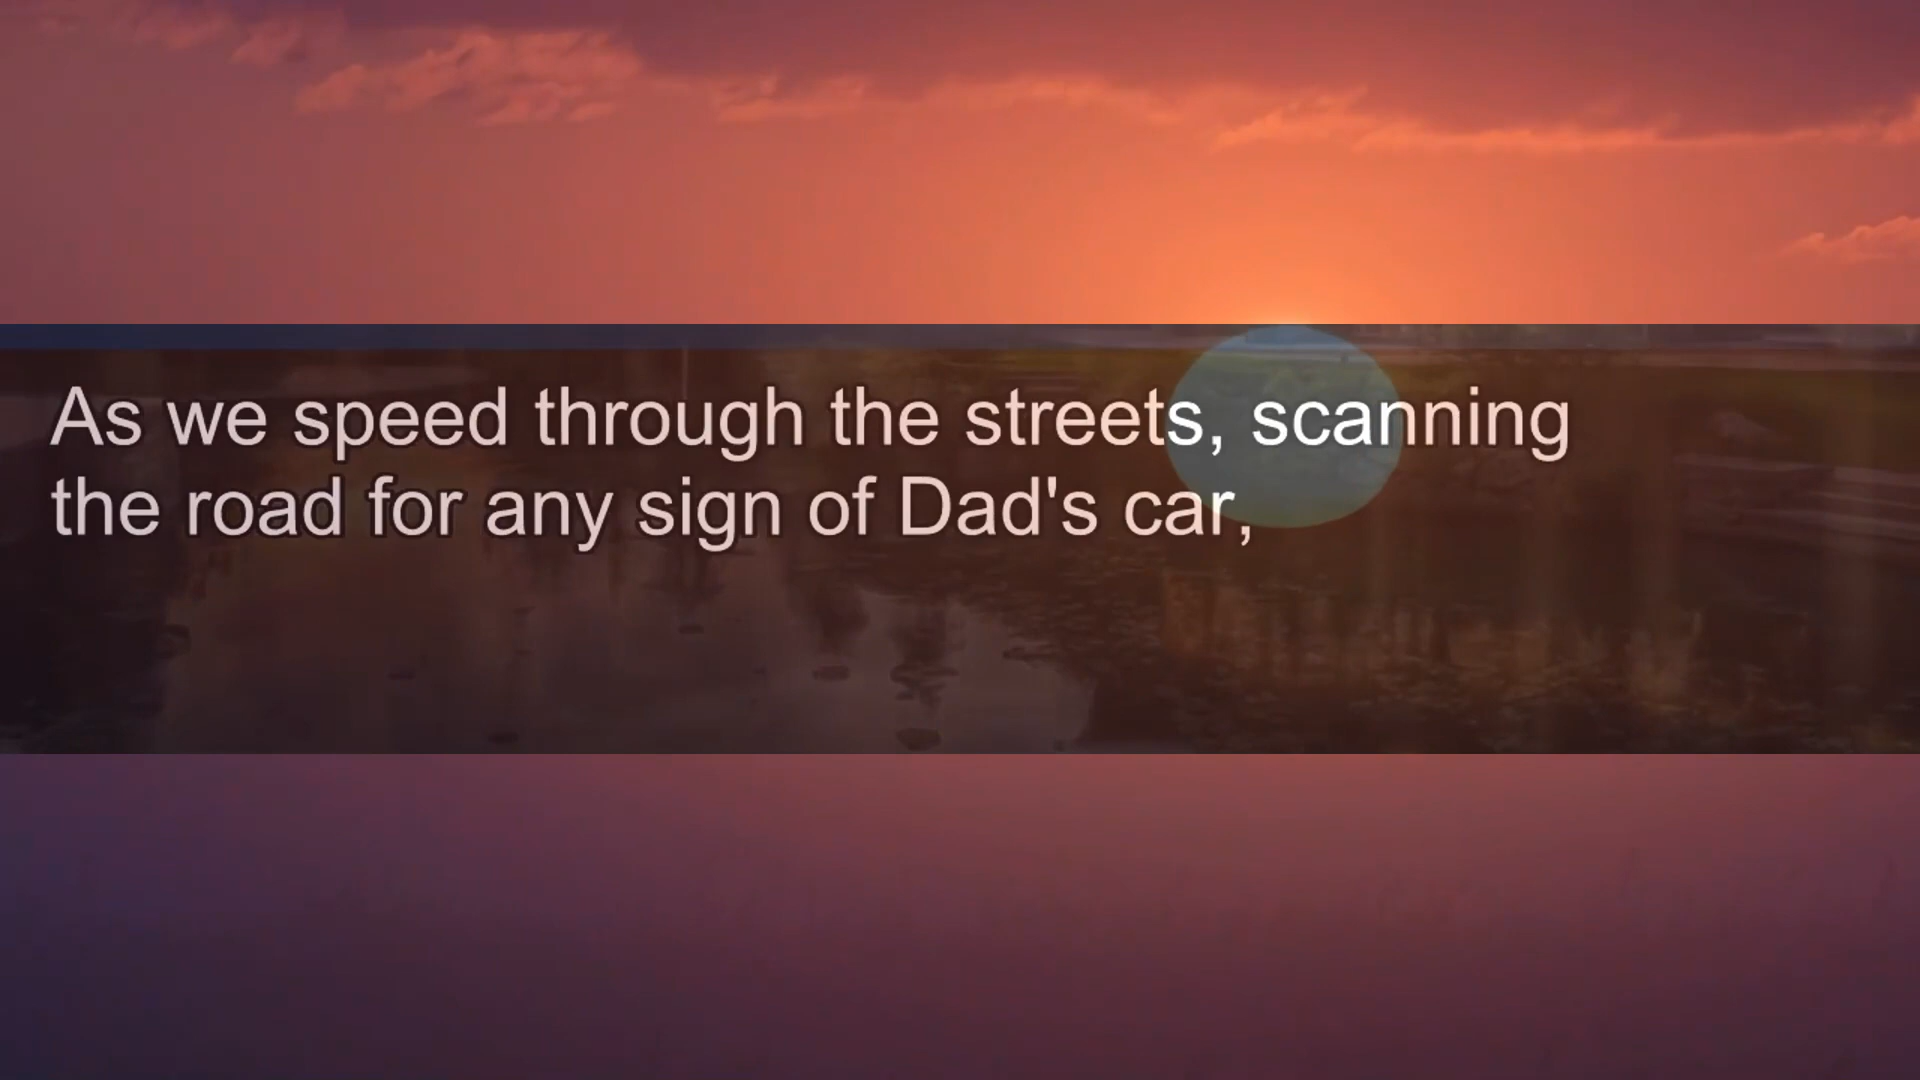 As we speed through the streets, scanning
the road for any sign of Dad's car,